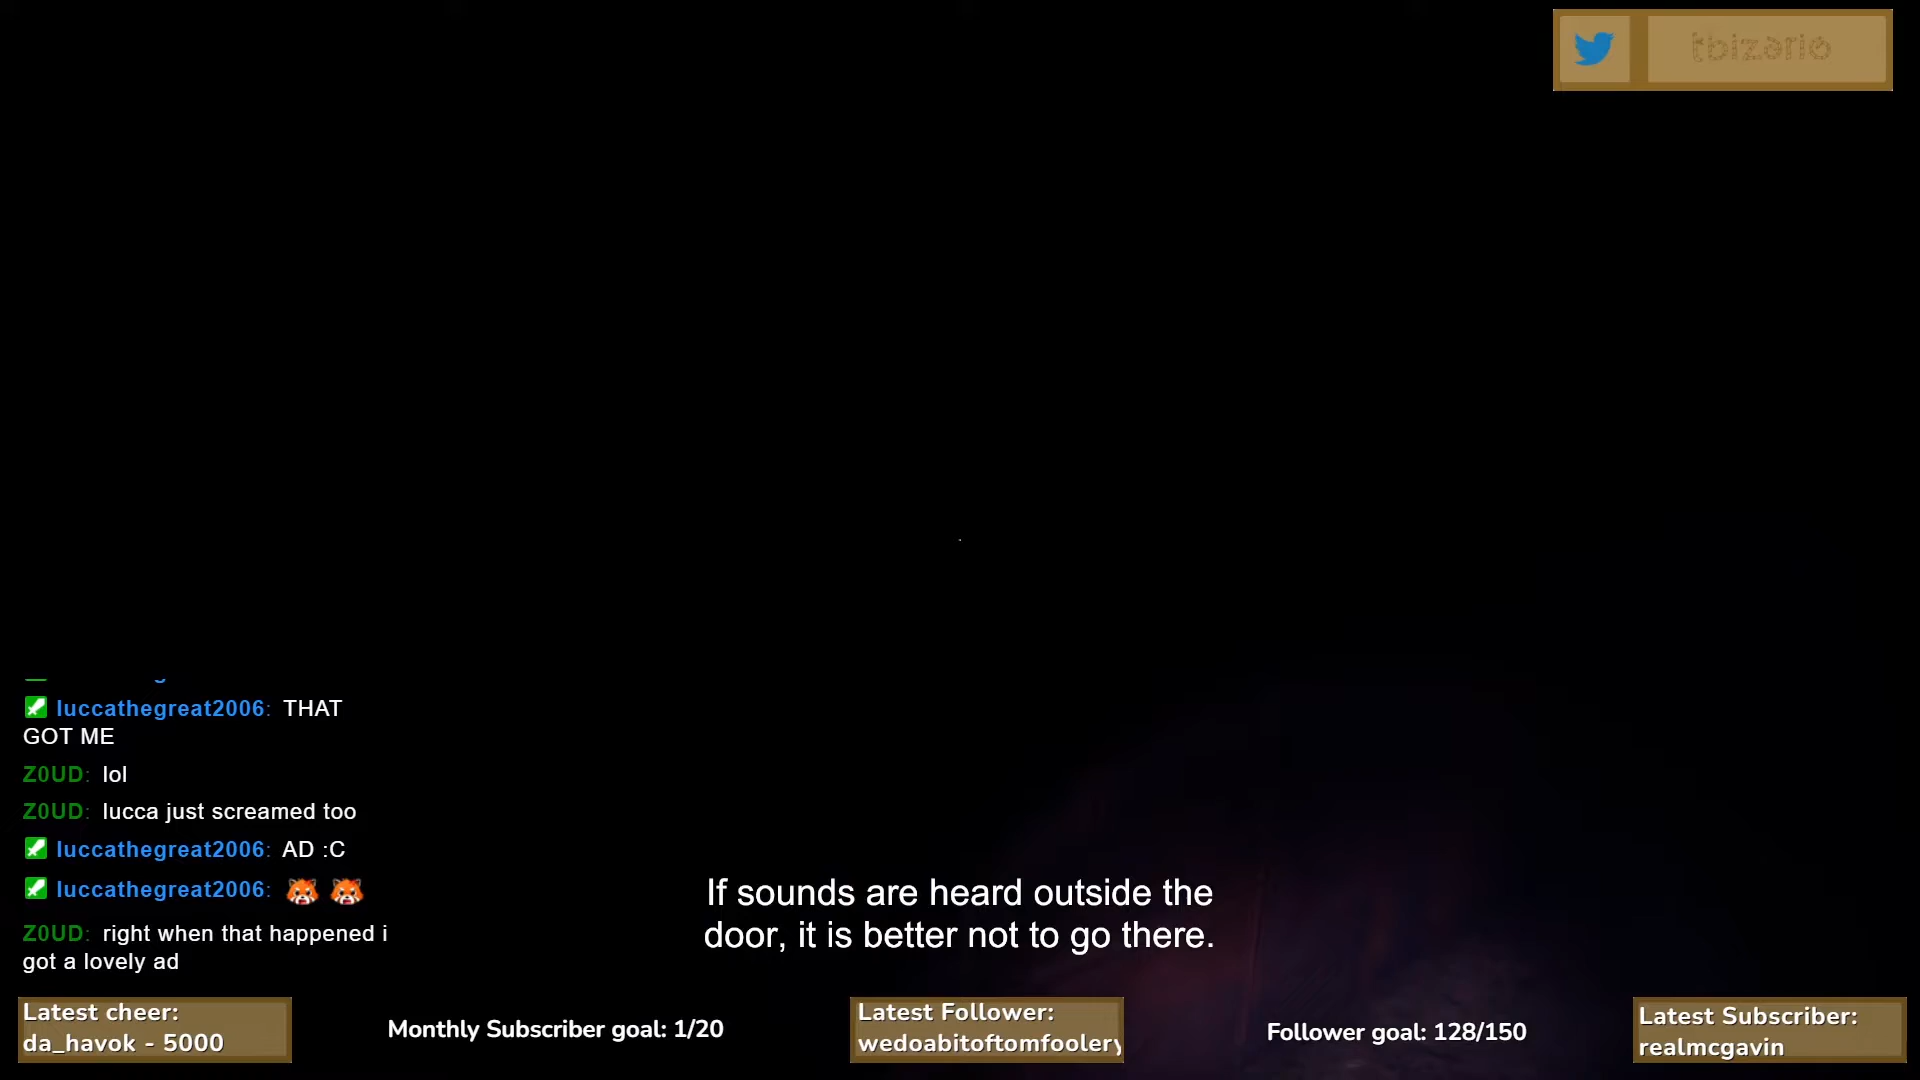 tbizerio
luccathegreat2006: THAT
GOT ME
Z0UD: lol
Z0UD: lucca just screamed too
luccathegreat2006: AD :C
luccathegreat2006:
Z0UD: right when that happened i
got a lovely ad
If sounds are heard outside the
door, it is better not to go there.
Latest cheer:
da_havok - 5000
Monthly Subscriber goal: 1/20
Latest Follower:
wedoabitoftomfoolery
Follower goal: 128/150
Latest Subscriber:
realmcgavin